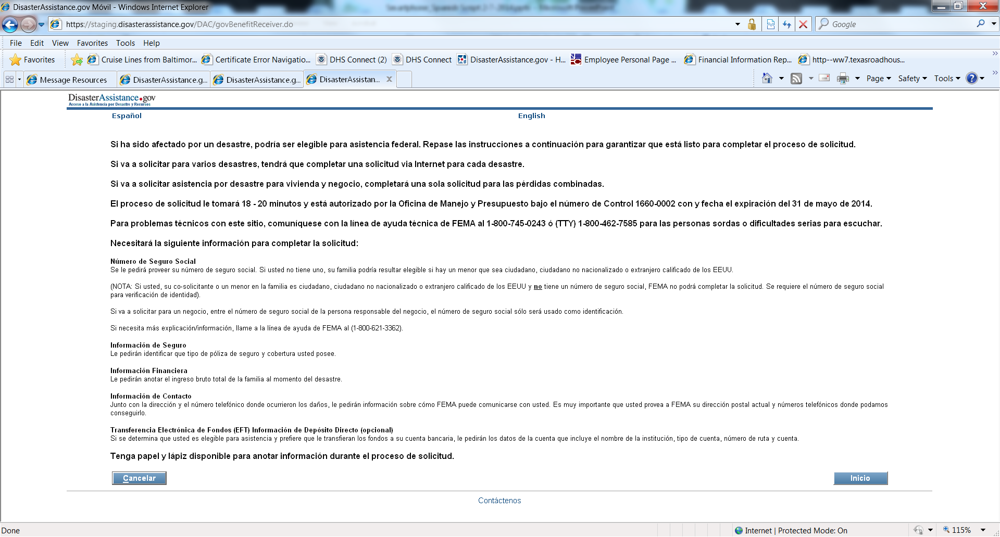 DisasterAssistance.gov Móvil - Windows Internet Explorer
https://staging.disasterassistance.gov/DAC/govBenefitReceiver.do
Google
File Edit View Favorites Tools Help
Favorites Cruise Lines from Baltimor... Certificate Error Navigatio... DHS Connect (2) DHS Connect DisasterAssistance.gov - H... Employee Personal Page ... Financial Information Rep... http--ww7.texasroadhous...
Message Resources DisasterAssistance.g... DisasterAssistance.g... DisasterAssistan... Page Safety Tools
DisasterAssistance.gov
Acceso a la Asistencia por Desastre y Recursos
Español English
Si ha sido afectado por un desastre, podría ser elegible para asistencia federal. Repase las instrucciones a continuación para garantizar que está listo para completar el proceso de solicitud.
Si va a solicitar para varios desastres, tendrá que completar una solicitud via Internet para cada desastre.
Si va a solicitar asistencia por desastre para vivienda y negocio, completará una sola solicitud para las pérdidas combinadas.
El proceso de solicitud le tomará 18 - 20 minutos y está autorizado por la Oficina de Manejo y Presupuesto bajo el número de Control 1660-0002 con y fecha el expiración del 31 de mayo de 2014.
Para problemas técnicos con este sitio, comuníquese con la línea de ayuda técnica de FEMA al 1-800-745-0243 ó (TTY) 1-800-462-7585 para las personas sordas o dificultades serias para escuchar.
Necesitará la siguiente información para completar la solicitud:
Número de Seguro Social
Se le pedirá proveer su número de seguro social. Si usted no tiene uno, su familia podría resultar elegible si hay un menor que sea ciudadano, ciudadano no nacionalizado o extranjero calificado de los EEUU.
(NOTA: Si usted, su co-solicitante o un menor en la familia es ciudadano, ciudadano no nacionalizado o extranjero calificado de los EEUU y no tiene un número de seguro social, FEMA no podrá completar la solicitud. Se requiere el número de seguro social
para verificación de identidad).
Si va a solicitar para un negocio, entre el número de seguro social de la persona responsable del negocio, el número de seguro social sólo será usado como identificación.
Si necesita más explicación/información, llame a la línea de ayuda de FEMA al (1-800-621-3362).
Información de Seguro
Le pedirán identificar que tipo de póliza de seguro y cobertura usted posee.
Información Financiera
Le pedirán anotar el ingreso bruto total de la familia al momento del desastre.
Información de Contacto
Junto con la dirección y el número telefónico donde ocurrieron los daños, le pedirán información sobre cómo FEMA puede comunicarse con usted. Es muy importante que usted provea a FEMA su dirección postal actual y números telefónicos donde podamos
conseguirlo.
Transferencia Electrónica de Fondos (EFT) Información de Depósito Directo (opcional)
Si se determina que usted es elegible para asistencia y prefiere que le transfieran los fondos a su cuenta bancaria, le pedirán los datos de la cuenta que incluye el nombre de la institución, tipo de cuenta, número de ruta y cuenta.
Tenga papel y lápiz disponible para anotar información durante el proceso de solicitud.
Cancelar Inicio
Contáctenos
Done Internet | Protected Mode: On 115%